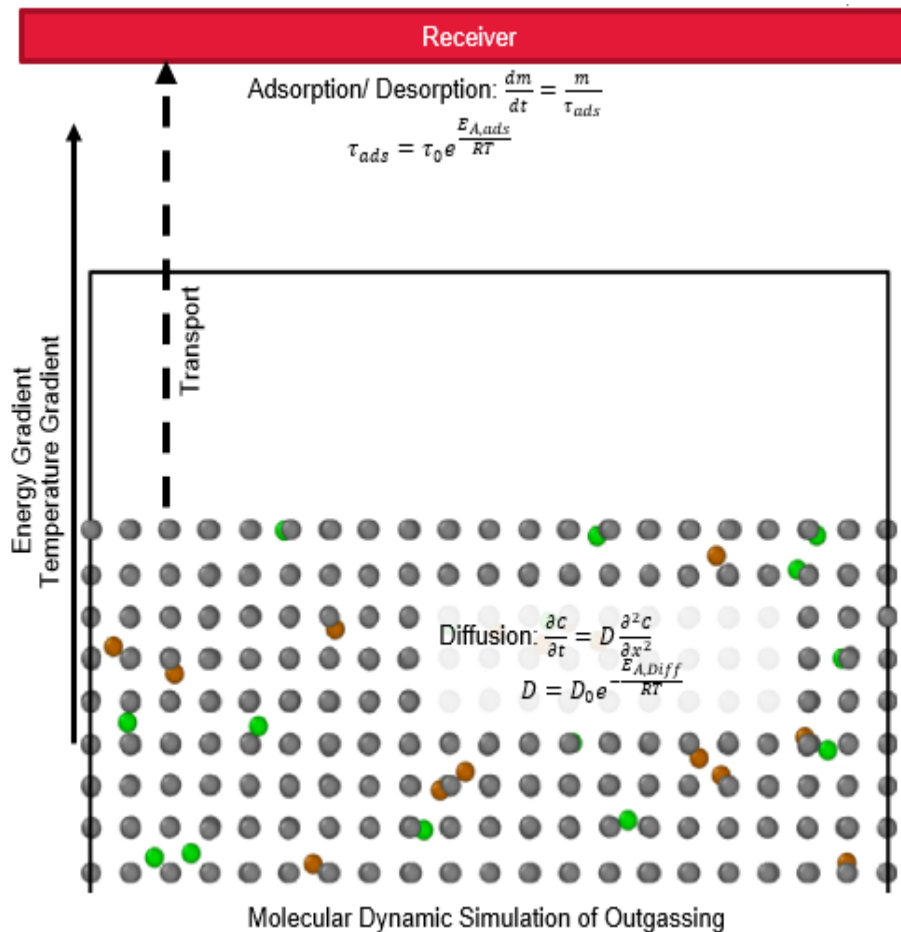 Receiver
Adsorption/ Desorption: dm/dt = m/τ_ads
τ_ads = τ_0 e^(E_A,ads/RT)
Transport
Energy Gradient
Temperature Gradient
Diffusion: ∂C/∂t = D ∂²C/∂x²
D = D_0 e^(-E_A,Diff/RT)
Molecular Dynamic Simulation of Outgassing